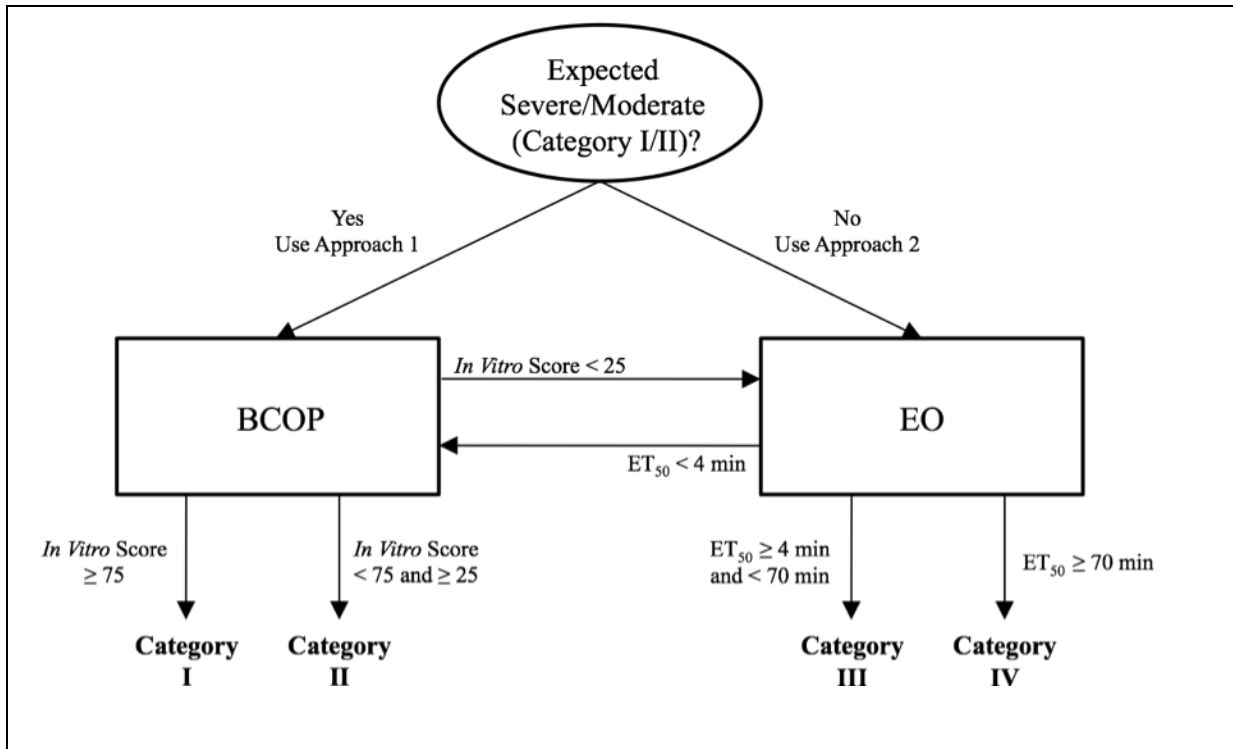 Expected
Severe/Moderate
(Category I/II)?
Yes
Use Approach 1
No
Use Approach 2
BCOP
In Vitro Score < 25
ET50 < 4 min
EO
In Vitro Score
≥ 75
In Vitro Score
< 75 and ≥ 25
ET50 ≥ 4 min
and < 70 min
ET50 ≥ 70 min
Category
I
Category
II
Category
III
Category
IV